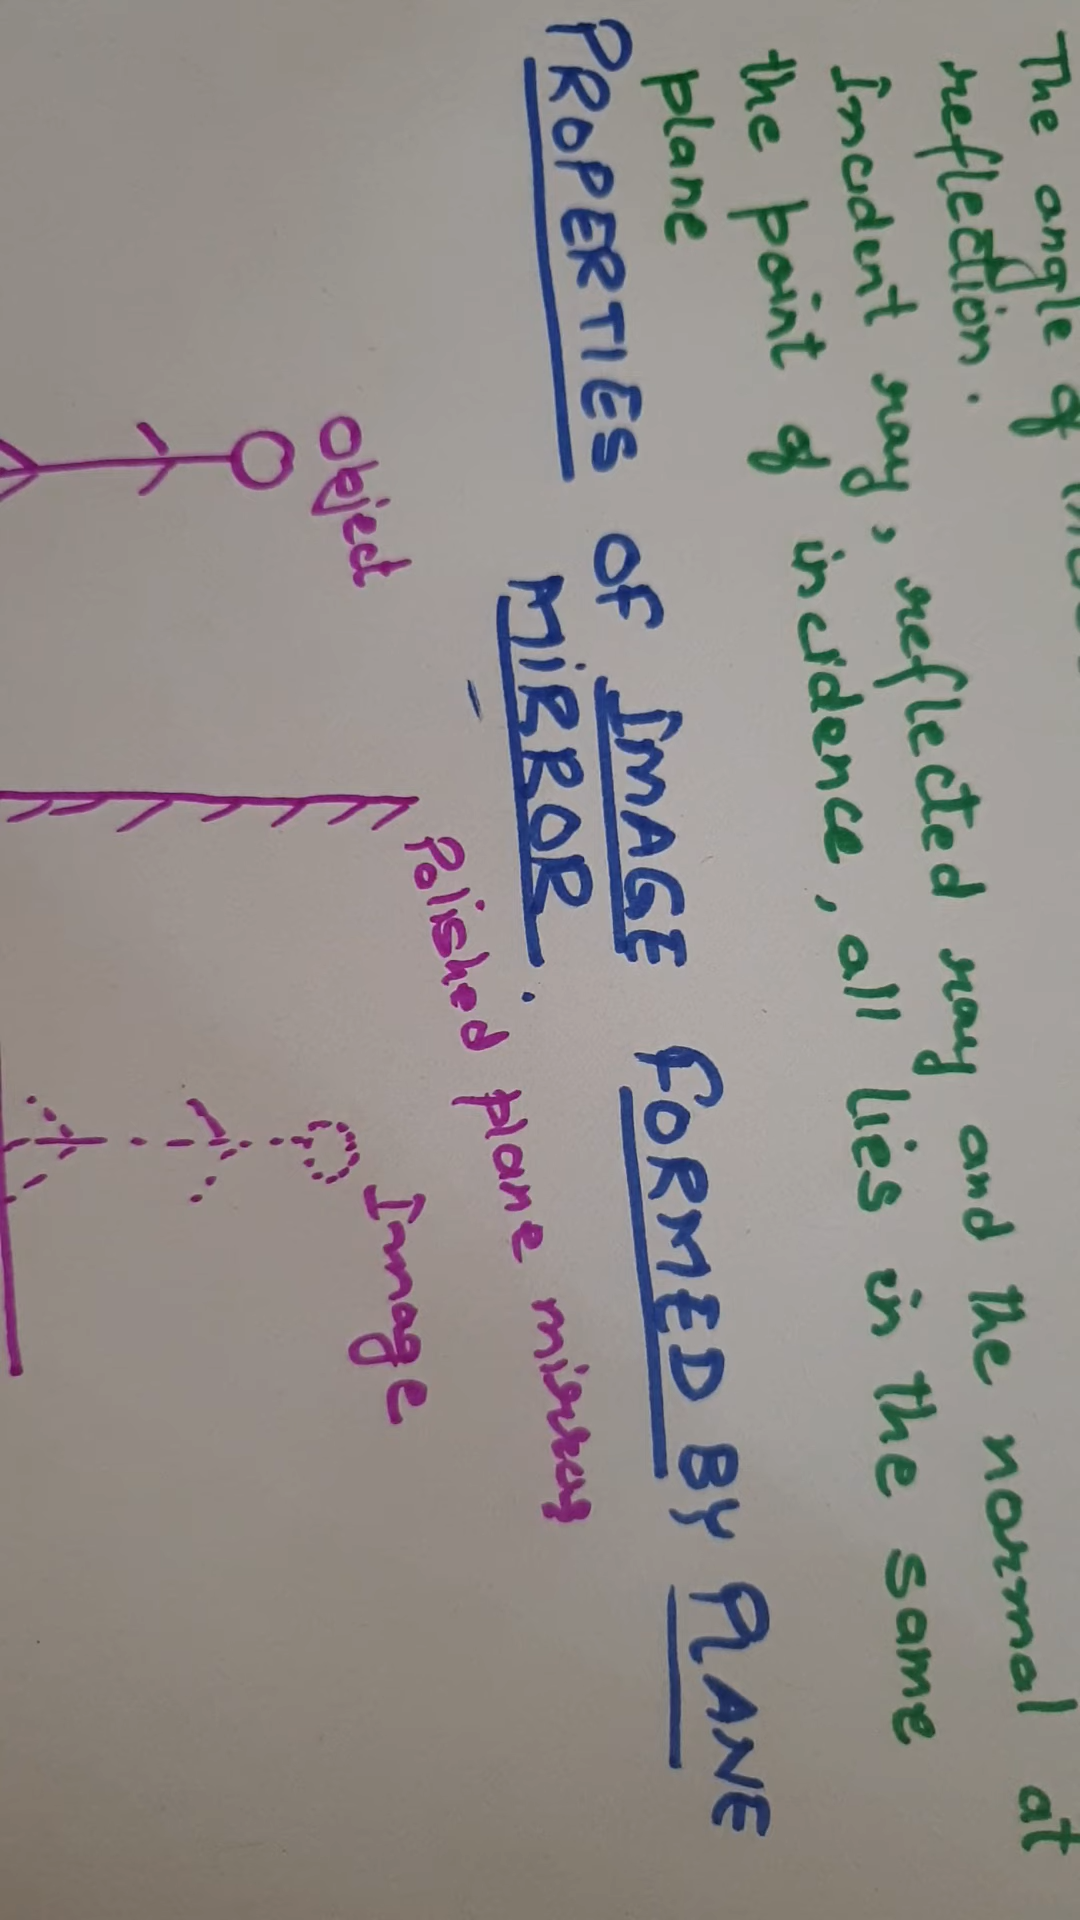 The angle of
reflection.
Incident ray, reflected ray and the normal at
the point of incidence, all lies in the same
plane
PROPERTIES OF IMAGE FORMED BY PLANE
MIRROR.
Object
Polished plane mirror
Image